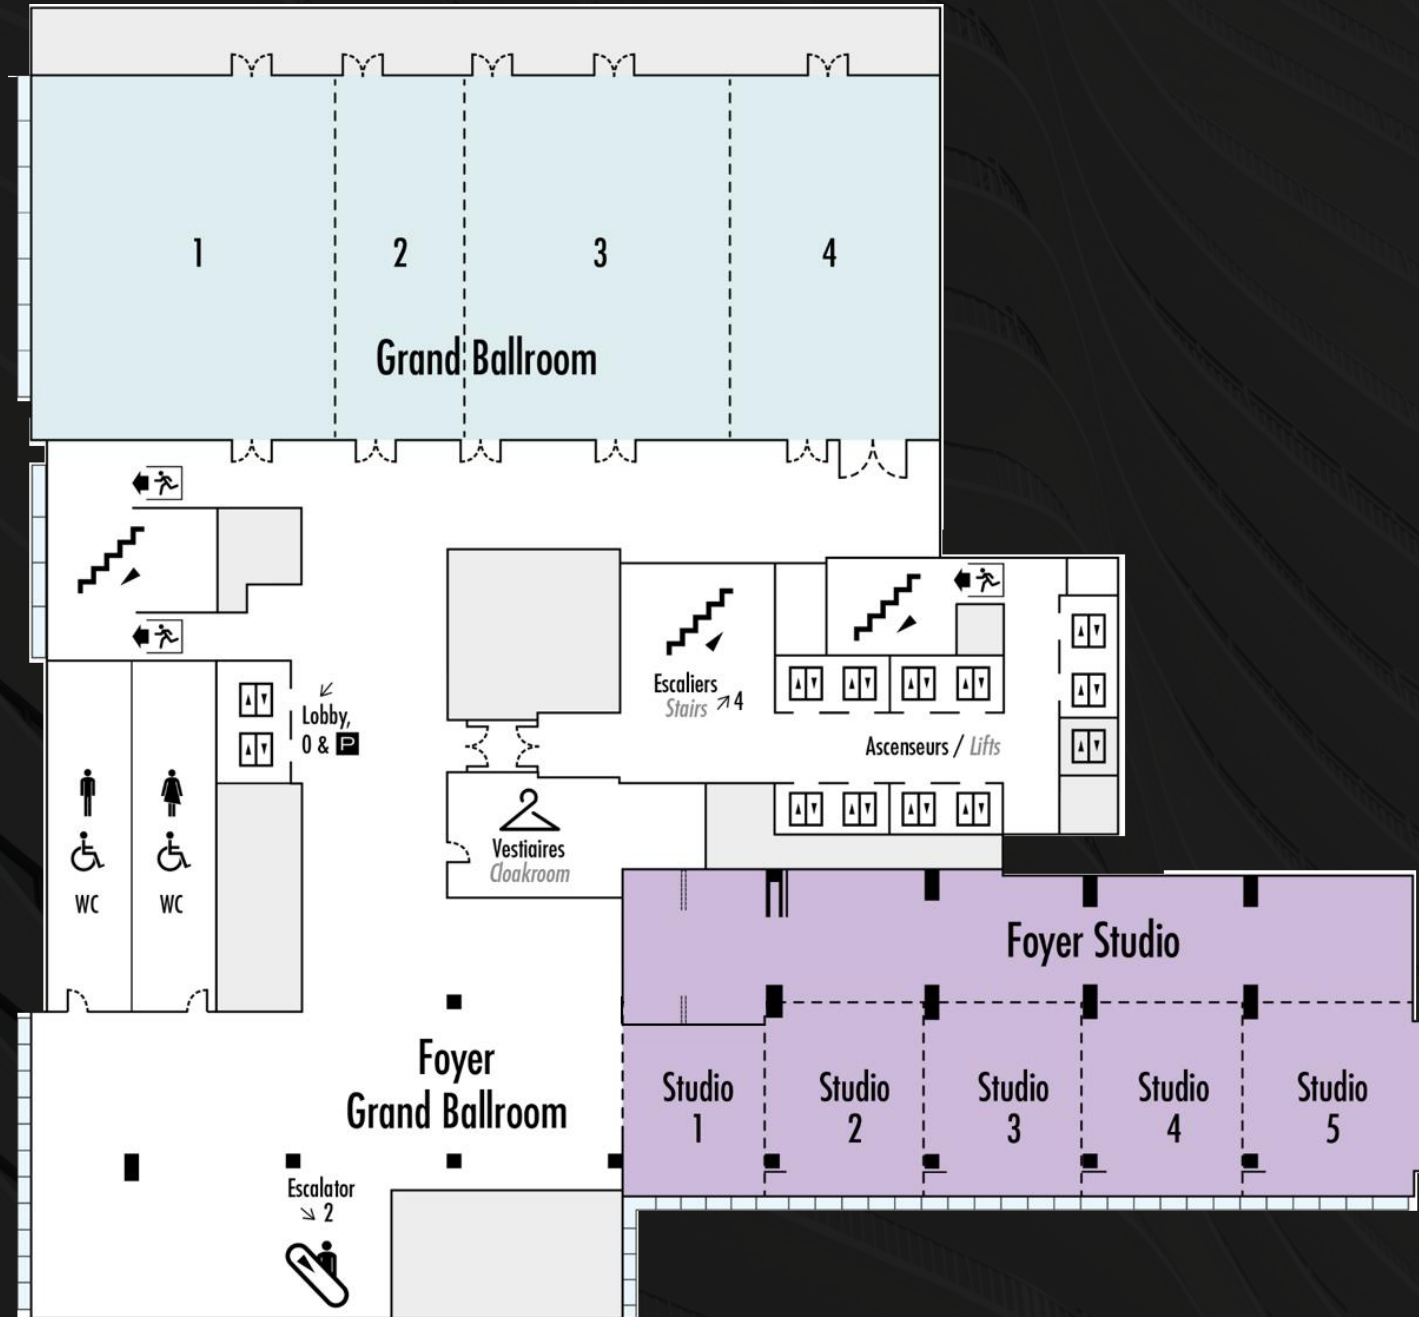 1
2
3
4
Grand Ballroom
Escaliers
Stairs ↗ 4
↙
Lobby,
0 & P
Ascenseurs / Lifts
Vestiaires
Cloakroom
WC
WC
Foyer Studio
Foyer
Grand Ballroom
Studio
1
Studio
2
Studio
3
Studio
4
Studio
5
Escalator
↘ 2